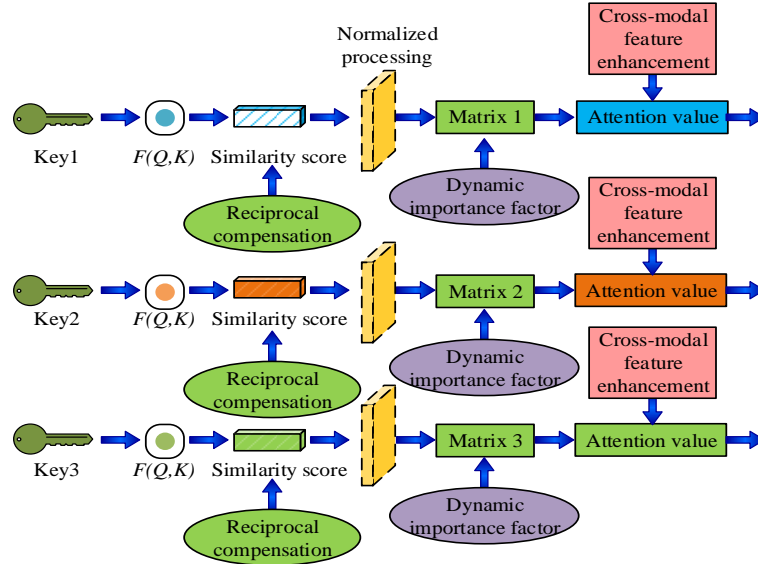 Normalized
processing
Cross-modal
feature
enhancement
Key1
F(Q,K)
Similarity score
Matrix 1
Attention value
Reciprocal
compensation
Dynamic
importance factor
Cross-modal
feature
enhancement
Key2
F(Q,K)
Similarity score
Matrix 2
Attention value
Reciprocal
compensation
Dynamic
importance factor
Cross-modal
feature
enhancement
Key3
F(Q,K)
Similarity score
Matrix 3
Attention value
Reciprocal
compensation
Dynamic
importance factor